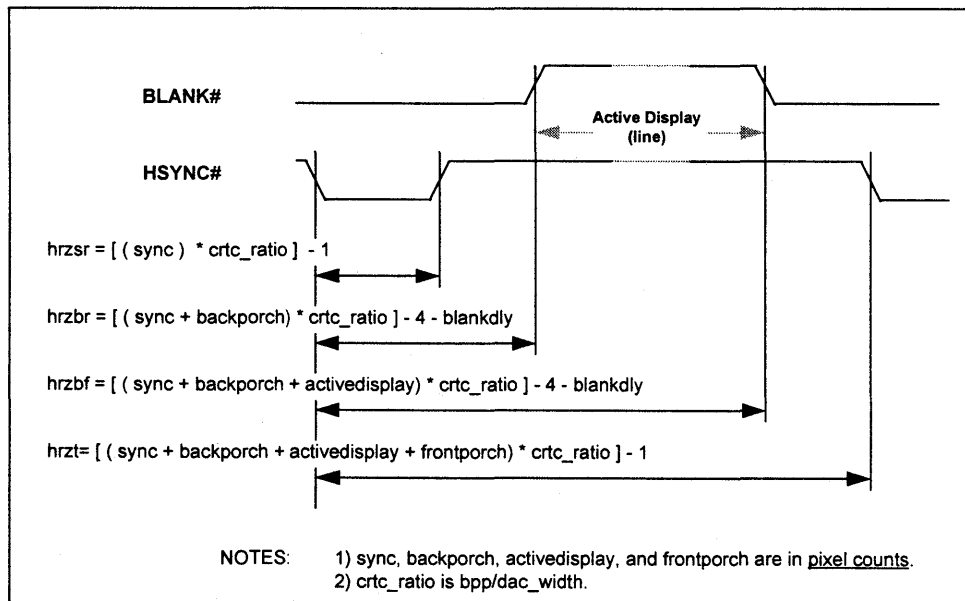 BLANK#
Active Display
(line)
HSYNC#
hrzsr = [ ( sync ) * crtc_ratio ] - 1
hrzbr = [ ( sync + backporch) * crtc_ratio ] - 4 - blankdly
hrzbf = [ ( sync + backporch + activedisplay) * crtc_ratio ] - 4 - blankdly
hrzt= [ ( sync + backporch + activedisplay + frontporch) * crtc_ratio ] - 1
NOTES: 1) sync, backporch, activedisplay, and frontporch are in pixel counts.
2) crtc_ratio is bpp/dac_width.